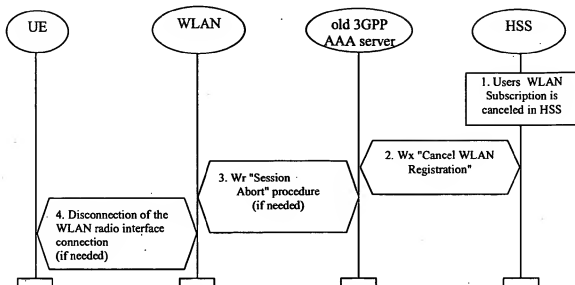 UE
WLAN
old 3GPP
AAA server
HSS
1. Users WLAN
Subscription is
canceled in HSS
2. Wx "Cancel WLAN
Registration"
3. Wr "Session
Abort" procedure
(if needed)
4. Disconnection of the
WLAN radio interface
connection
(if needed)